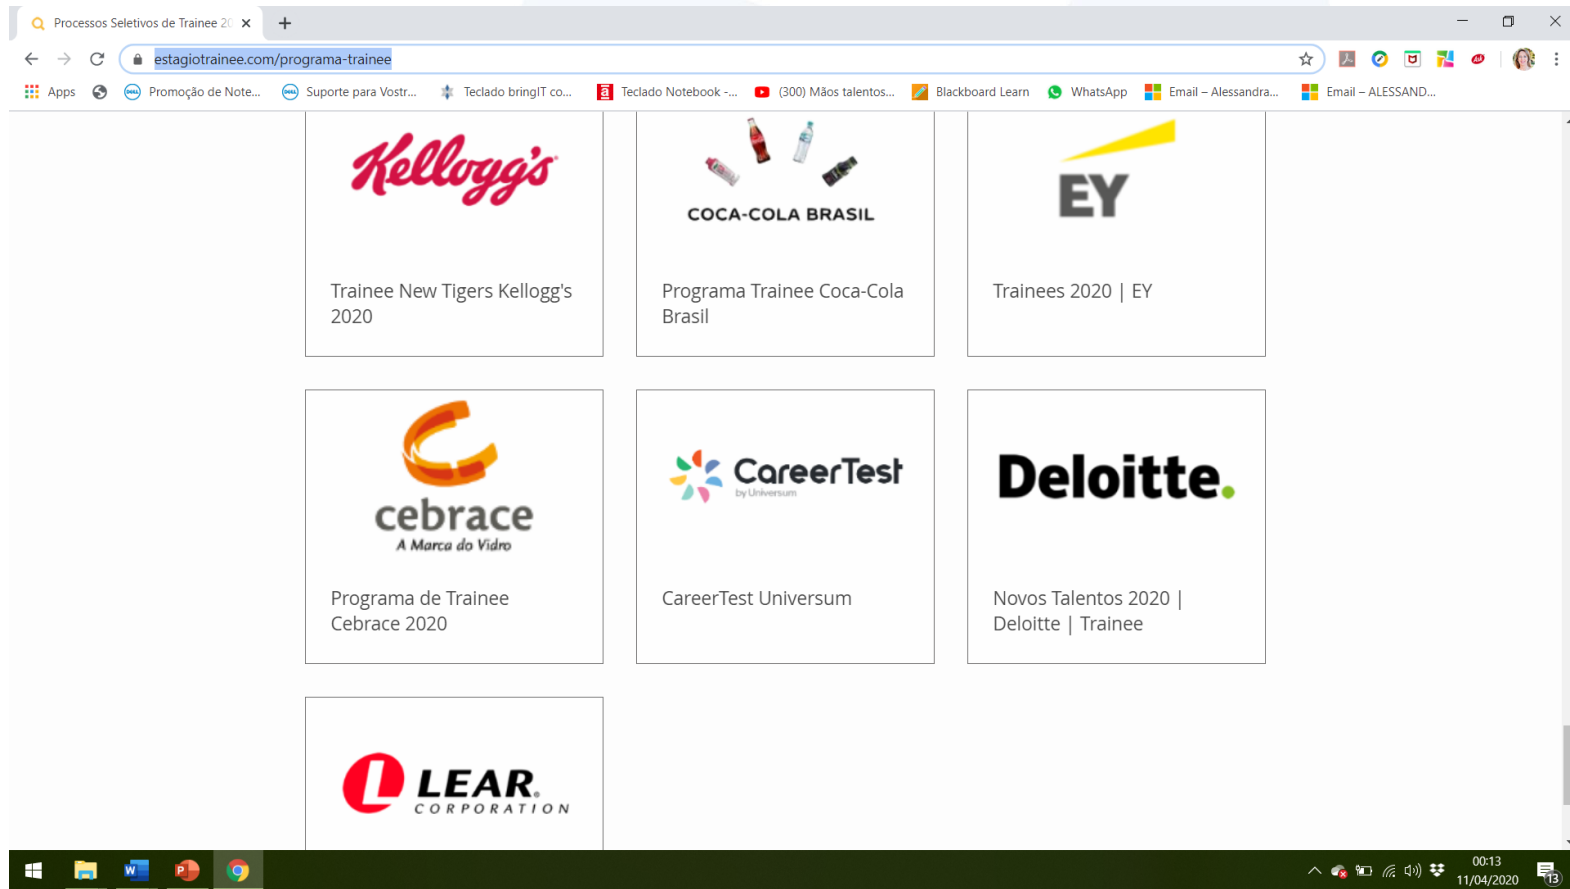 Processos Seletivos de Trainee 20
estagiotrainee.com/programa-trainee
Apps
Promoção de Note...
Suporte para Vostr...
Teclado bringIT co...
Teclado Notebook -...
(300) Mãos talentos...
Blackboard Learn
WhatsApp
Email – Alessandra...
Email – ALESSAND...
Kellogg's
COCA-COLA BRASIL
EY
Trainee New Tigers Kellogg's
2020
Programa Trainee Coca-Cola
Brasil
Trainees 2020 | EY
cebrace
A Marca do Vidro
CareerTest
by Universum
Deloitte.
Programa de Trainee
Cebrace 2020
CareerTest Universum
Novos Talentos 2020 |
Deloitte | Trainee
L LEAR®
CORPORATION
00:13
11/04/2020
13